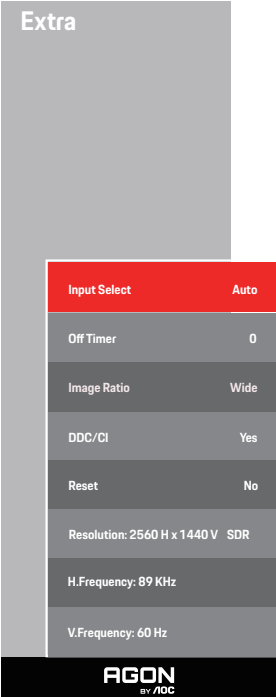 Extra
Input Select Auto
Off Timer 0
Image Ratio Wide
DDC/CI Yes
Reset No
Resolution: 2560 H x 1440 V SDR
H.Frequency: 89 KHz
V.Frequency: 60 Hz
AGON
BY AOC